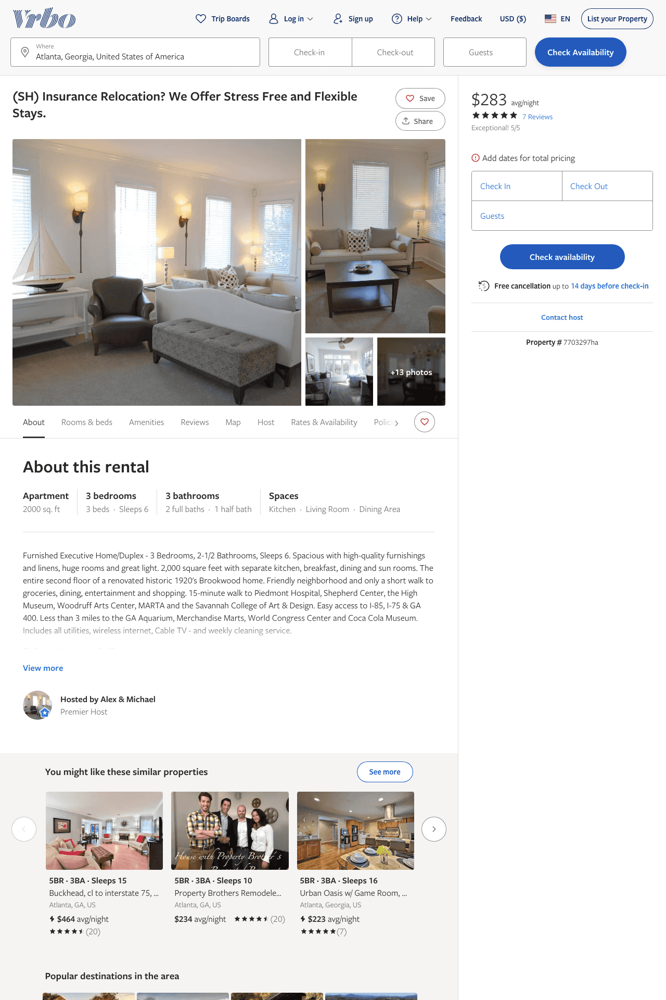 Vrbo
Trip Boards
Log in
Sign up
Help
Feedback
USD ($)
EN
List your Property
Where
Atlanta, Georgia, United States of America
Check-in
Check-out
Guests
Check Availability
(SH) Insurance Relocation? We Offer Stress Free and Flexible
Stays.
Save
Share
$283 avg/night
7 Reviews
Exceptional! 5/5
Add dates for total pricing
Check In
Check Out
Guests
Check availability
Free cancellation up to 14 days before check-in
Contact host
Property # 7703297ha
+13 photos
About
Rooms & beds
Amenities
Reviews
Map
Host
Rates & Availability
Polici
About this rental
Apartment
2000 sq. ft
3 bedrooms
3 beds · Sleeps 6
3 bathrooms
2 full baths · 1 half bath
Spaces
Kitchen · Living Room · Dining Area
Furnished Executive Home/Duplex - 3 Bedrooms, 2-1/2 Bathrooms, Sleeps 6. Spacious with high-quality furnishings
and linens, huge rooms and great light. 2,000 square feet with separate kitchen, breakfast, dining and sun rooms. The
entire second floor of a renovated historic 1920's Brookwood home. Friendly neighborhood and only a short walk to
groceries, dining, entertainment and shopping. 15-minute walk to Piedmont Hospital, Shepherd Center, the High
Museum, Woodruff Arts Center, MARTA and the Savannah College of Art & Design. Easy access to I-85, I-75 & GA
400. Less than 3 miles to the GA Aquarium, Merchandise Marts, World Congress Center and Coca Cola Museum.
Includes all utilities, wireless internet, Cable TV - and weekly cleaning service.
View more
Hosted by Alex & Michael
Premier Host
You might like these similar properties
See more
House with Property Brother's
5BR · 3BA · Sleeps 15
Buckhead, cl to interstate 75, ...
Atlanta, GA, US
$464 avg/night
(20)
5BR · 3BA · Sleeps 10
Property Brothers Remodele...
Atlanta, GA, US
$234 avg/night
(20)
5BR · 3BA · Sleeps 16
Urban Oasis w/ Game Room, ...
Atlanta, Georgia, US
$223 avg/night
(7)
Popular destinations in the area